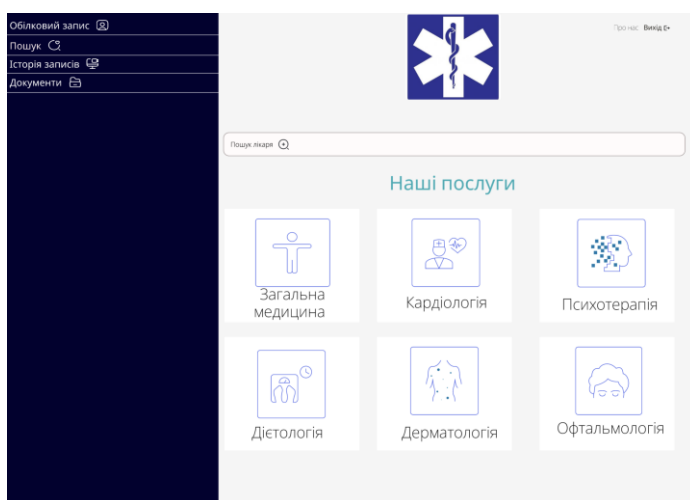 Обілковий запис
Пошук
Історія записів
Документи
Про нас Вихід
Пошук лікаря
Наші послуги
Загальна
медицина
Кардіологія
Психотерапія
Дієтологія
Дерматологія
Офтальмологія